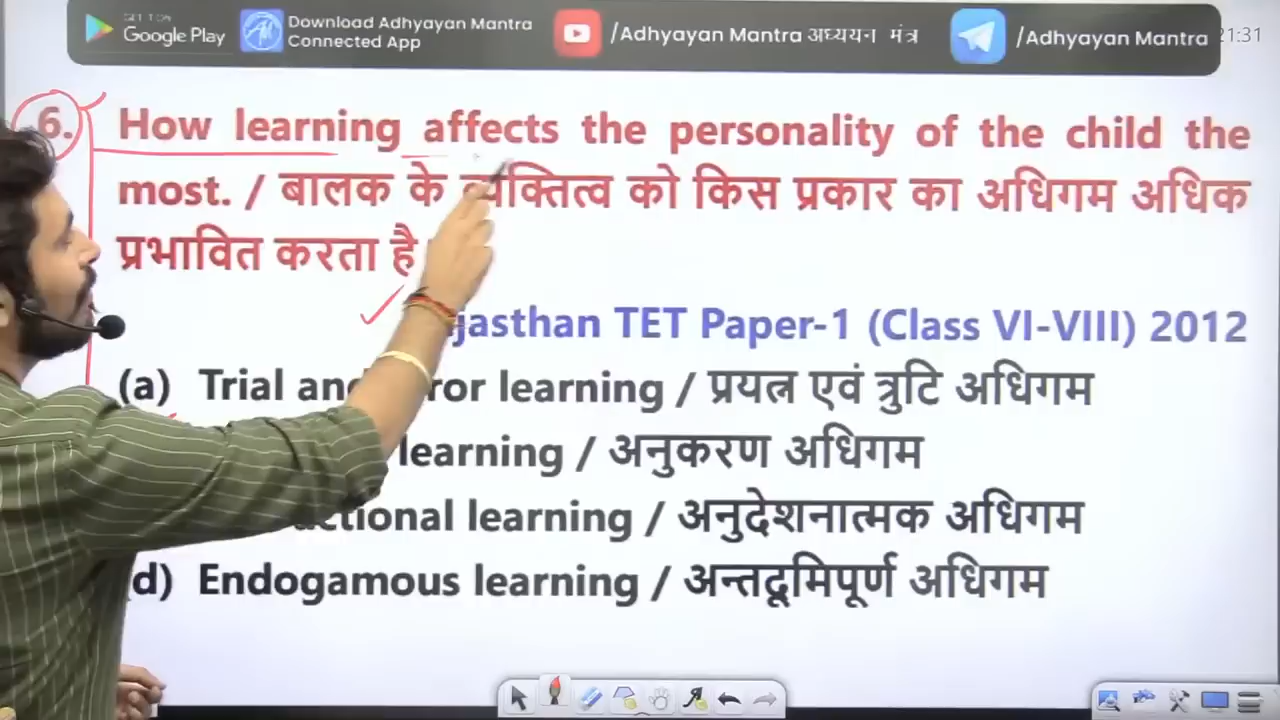 GET IT ON
Google Play
Download Adhyayan Mantra
Connected App
/Adhyayan Mantra अध्ययन मंत्र
/Adhyayan Mantra
21:31
6. How learning affects the personality of the child the
most. / बालक के व्यक्तित्व को किस प्रकार का अधिगम अधिक
प्रभावित करता है
jasthan TET Paper-1 (Class VI-VIII) 2012
(a) Trial and ror learning / प्रयत्न एवं त्रुटि अधिगम
learning / अनुकरण अधिगम
ctional learning / अनुदेशनात्मक अधिगम
(d) Endogamous learning / अन्तद्रूमिपूर्ण अधिगम